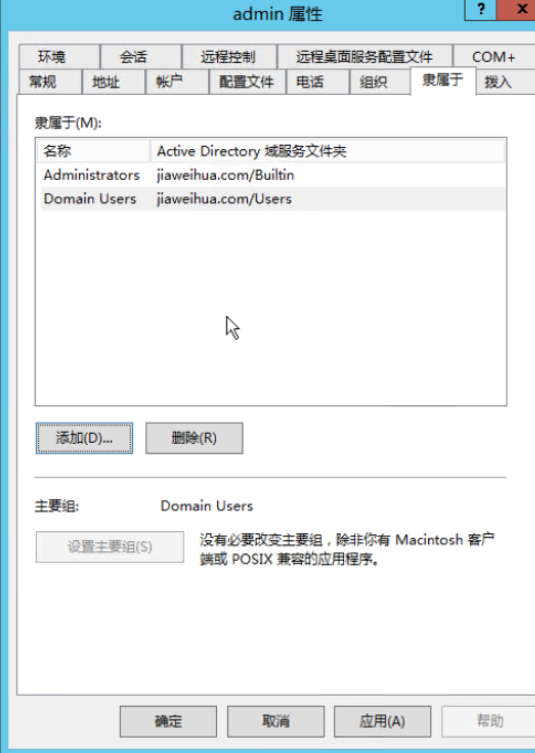 admin 属性
?
x
环境 会话 远程控制 远程桌面服务配置文件 COM+
常规 地址 帐户 配置文件 电话 组织 隶属于 拨入
隶属于(M):
名称 Active Directory 域服务文件夹
Administrators jiaweihua.com/Builtin
Domain Users jiaweihua.com/Users
添加(D)... 删除(R)
主要组: Domain Users
设置主要组(S) 没有必要改变主要组，除非你有 Macintosh 客户
端或 POSIX 兼容的应用程序。
确定 取消 应用(A) 帮助